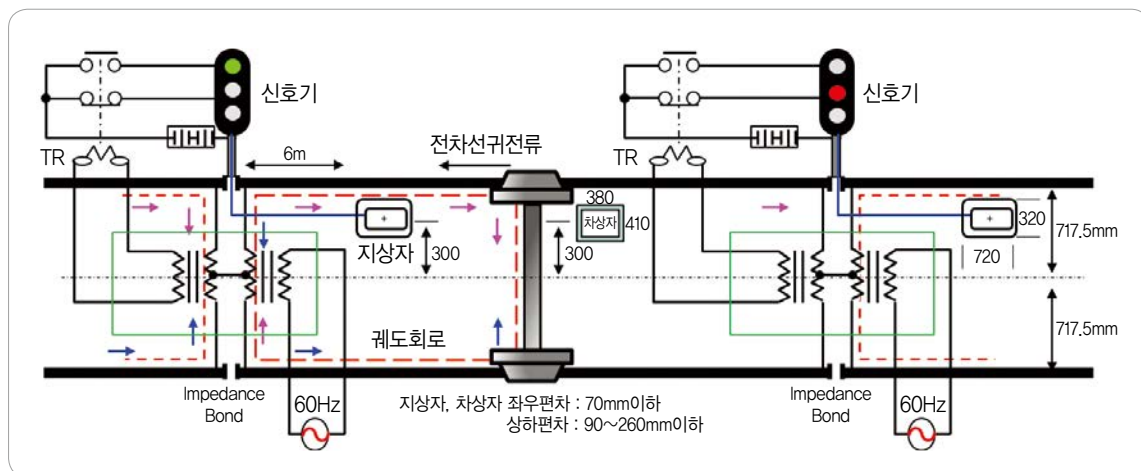 신호기
신호기
TR
6m
전차선귀전류
TR
380
차상자
410
320
717.5mm
지상자
300
300
720
궤도회로
717.5mm
Impedance
Bond
60Hz
지상자, 차상자 좌우편차 : 70mm이하
상하편차 : 90~260mm이하
Impedance
Bond
60Hz